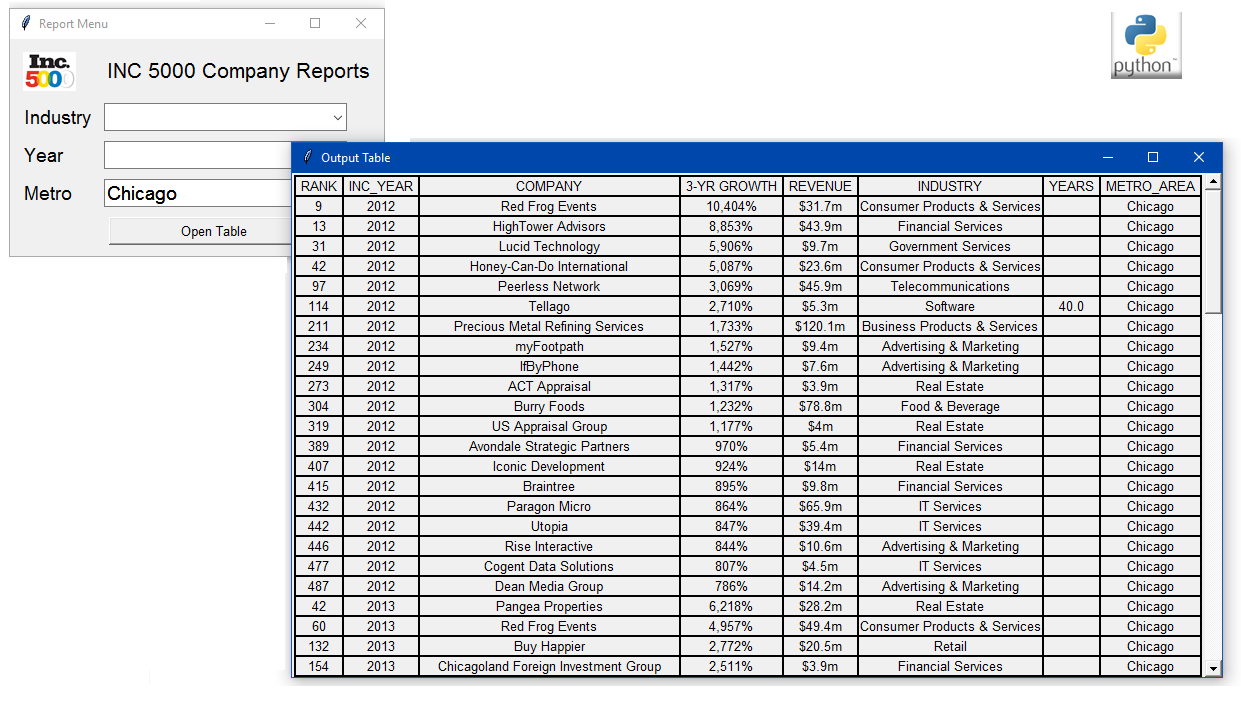 Report Menu
Inc. 5000
INC 5000 Company Reports
Industry
Year
Metro Chicago
Open Table
python™
Output Table
RANK INC_YEAR COMPANY 3-YR GROWTH REVENUE INDUSTRY YEARS METRO_AREA
9 2012 Red Frog Events 10,404% $31.7m Consumer Products & Services Chicago
13 2012 HighTower Advisors 8,853% $43.9m Financial Services Chicago
31 2012 Lucid Technology 5,906% $9.7m Government Services Chicago
42 2012 Honey-Can-Do International 5,087% $23.6m Consumer Products & Services Chicago
97 2012 Peerless Network 3,069% $45.9m Telecommunications Chicago
114 2012 Tellago 2,710% $5.3m Software 40.0 Chicago
211 2012 Precious Metal Refining Services 1,733% $120.1m Business Products & Services Chicago
234 2012 myFootpath 1,527% $9.4m Advertising & Marketing Chicago
249 2012 IfByPhone 1,442% $7.6m Advertising & Marketing Chicago
273 2012 ACT Appraisal 1,317% $3.9m Real Estate Chicago
304 2012 Burry Foods 1,232% $78.8m Food & Beverage Chicago
319 2012 US Appraisal Group 1,177% $4m Real Estate Chicago
389 2012 Avondale Strategic Partners 970% $5.4m Financial Services Chicago
407 2012 Iconic Development 924% $14m Real Estate Chicago
415 2012 Braintree 895% $9.8m Financial Services Chicago
432 2012 Paragon Micro 864% $65.9m IT Services Chicago
442 2012 Utopia 847% $39.4m IT Services Chicago
446 2012 Rise Interactive 844% $10.6m Advertising & Marketing Chicago
477 2012 Cogent Data Solutions 807% $4.5m IT Services Chicago
487 2012 Dean Media Group 786% $14.2m Advertising & Marketing Chicago
42 2013 Pangea Properties 6,218% $28.2m Real Estate Chicago
60 2013 Red Frog Events 4,957% $49.4m Consumer Products & Services Chicago
132 2013 Buy Happier 2,772% $20.5m Retail Chicago
154 2013 Chicagoland Foreign Investment Group 2,511% $3.9m Financial Services Chicago